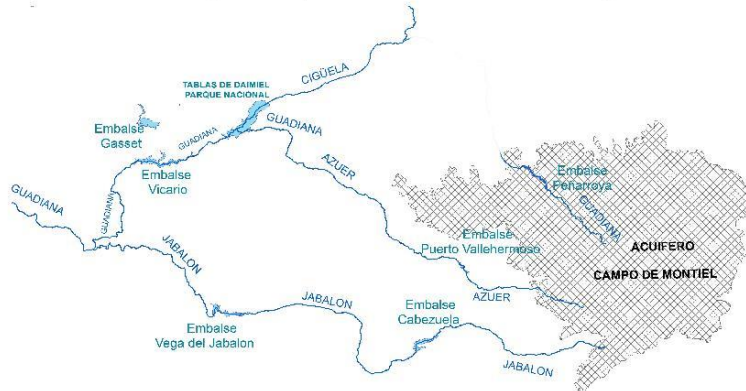 CIGÜELA
TABLAS DE DAIMIEL
PARQUE NACIONAL
Embalse
Gasset
GUADIANA
GUADIANA
Embalse
Vicario
AZUER
Embalse
Peñarroya
GUADIANA
GUADIANA
GUADIANA
JABALON
Embalse
Puerto Vallehermoso
ACUIFERO
CAMPO DE MONTIEL
AZUER
JABALON
Embalse
Cabezuela
Embalse
Vega del Jabalon
JABALON